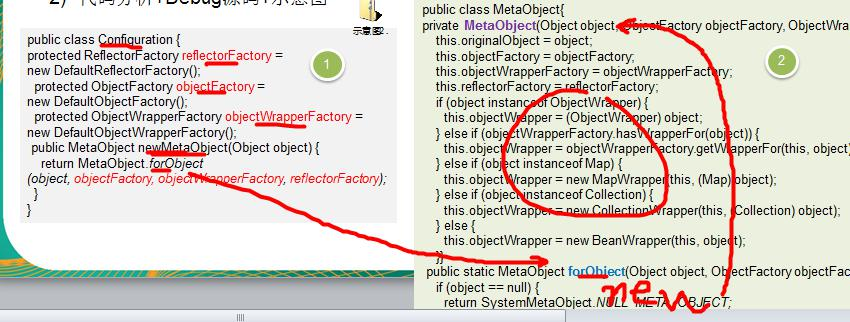 2) 代码分析+Debug源码+示意图
示意图2.
public class Configuration {
protected ReflectorFactory reflectorFactory =
new DefaultReflectorFactory();
protected ObjectFactory objectFactory =
new DefaultObjectFactory();
protected ObjectWrapperFactory objectWrapperFactory =
new DefaultObjectWrapperFactory();
public MetaObject newMetaObject(Object object) {
return MetaObject.forObject
(object, objectFactory, objectWrapperFactory, reflectorFactory);
}
}
1
public class MetaObject{
private MetaObject(Object object, ObjectFactory objectFactory, ObjectWra
this.originalObject = object;
this.objectFactory = objectFactory;
this.objectWrapperFactory = objectWrapperFactory;
this.reflectorFactory = reflectorFactory;
if (object instanceof ObjectWrapper) {
this.objectWrapper = (ObjectWrapper) object;
} else if (objectWrapperFactory.hasWrapperFor(object)) {
this.objectWrapper = objectWrapperFactory.getWrapperFor(this, object)
} else if (object instanceof Map) {
this.objectWrapper = new MapWrapper(this, (Map) object);
} else if (object instanceof Collection) {
this.objectWrapper = new CollectionWrapper(this, (Collection) object);
} else {
this.objectWrapper = new BeanWrapper(this, object);
}}
public static MetaObject forObject(Object object, ObjectFactory objectFac
if (object == null) {
return SystemMetaObject.NULL_META_OBJECT;
2
new